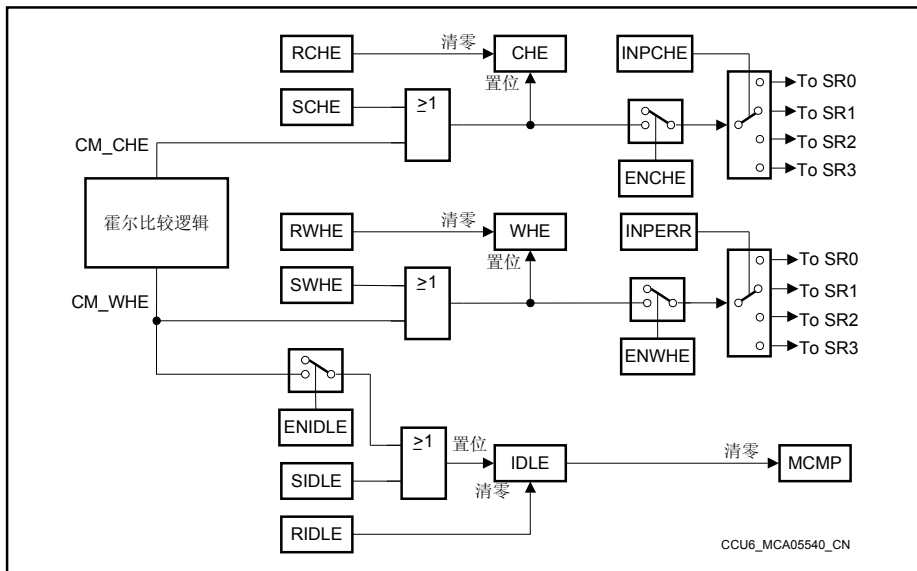 RCHE
清零
CHE
INPCHE
置位
To SR0
To SR1
To SR2
To SR3
SCHE
≥1
CM_CHE
ENCHE
霍尔比较逻辑
RWHE
清零
WHE
INPERR
置位
To SR0
To SR1
To SR2
To SR3
SWHE
≥1
CM_WHE
ENWHE
ENIDLE
≥1
置位
IDLE
清零
MCMP
SIDLE
清零
RIDLE
CCU6_MCA05540_CN